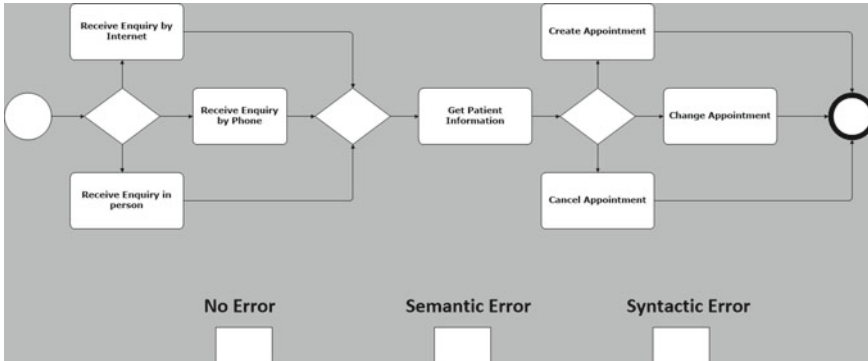 Receive Enquiry by
Internet
Create Appointment
Receive Enquiry
by Phone
Get Patient
Information
Change Appointment
Receive Enquiry in
person
Cancel Appointment
No Error
Semantic Error
Syntactic Error